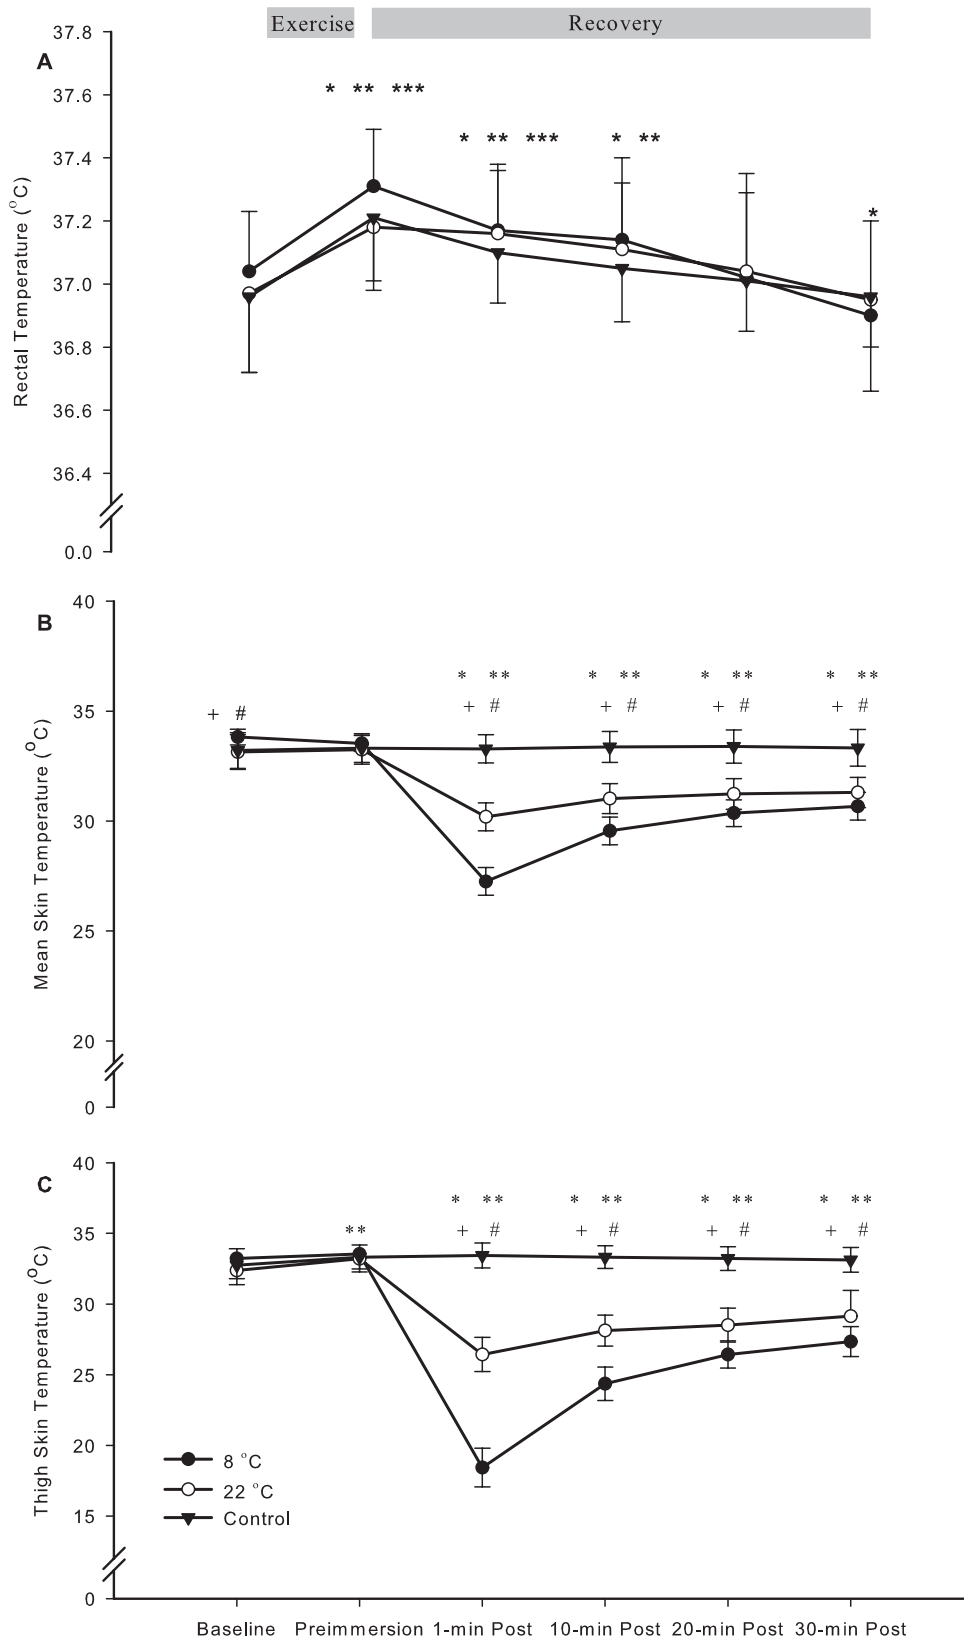 Exercise Recovery
37.8
A
37.6
* ** ***
37.4
* ** *** * **
37.2
*
37.0
36.8
36.6
36.4
0.0
Rectal Temperature (°C)
40
B
* ** * ** * ** * **
+ # + # + # + #
35
+ #
30
25
20
0
Mean Skin Temperature (°C)
40
C
* ** * ** * ** * **
35
** + # + # + # + #
30
25
20
15
0
Thigh Skin Temperature (°C)
8 °C
22 °C
Control
Baseline Preimmersion 1-min Post 10-min Post 20-min Post 30-min Post